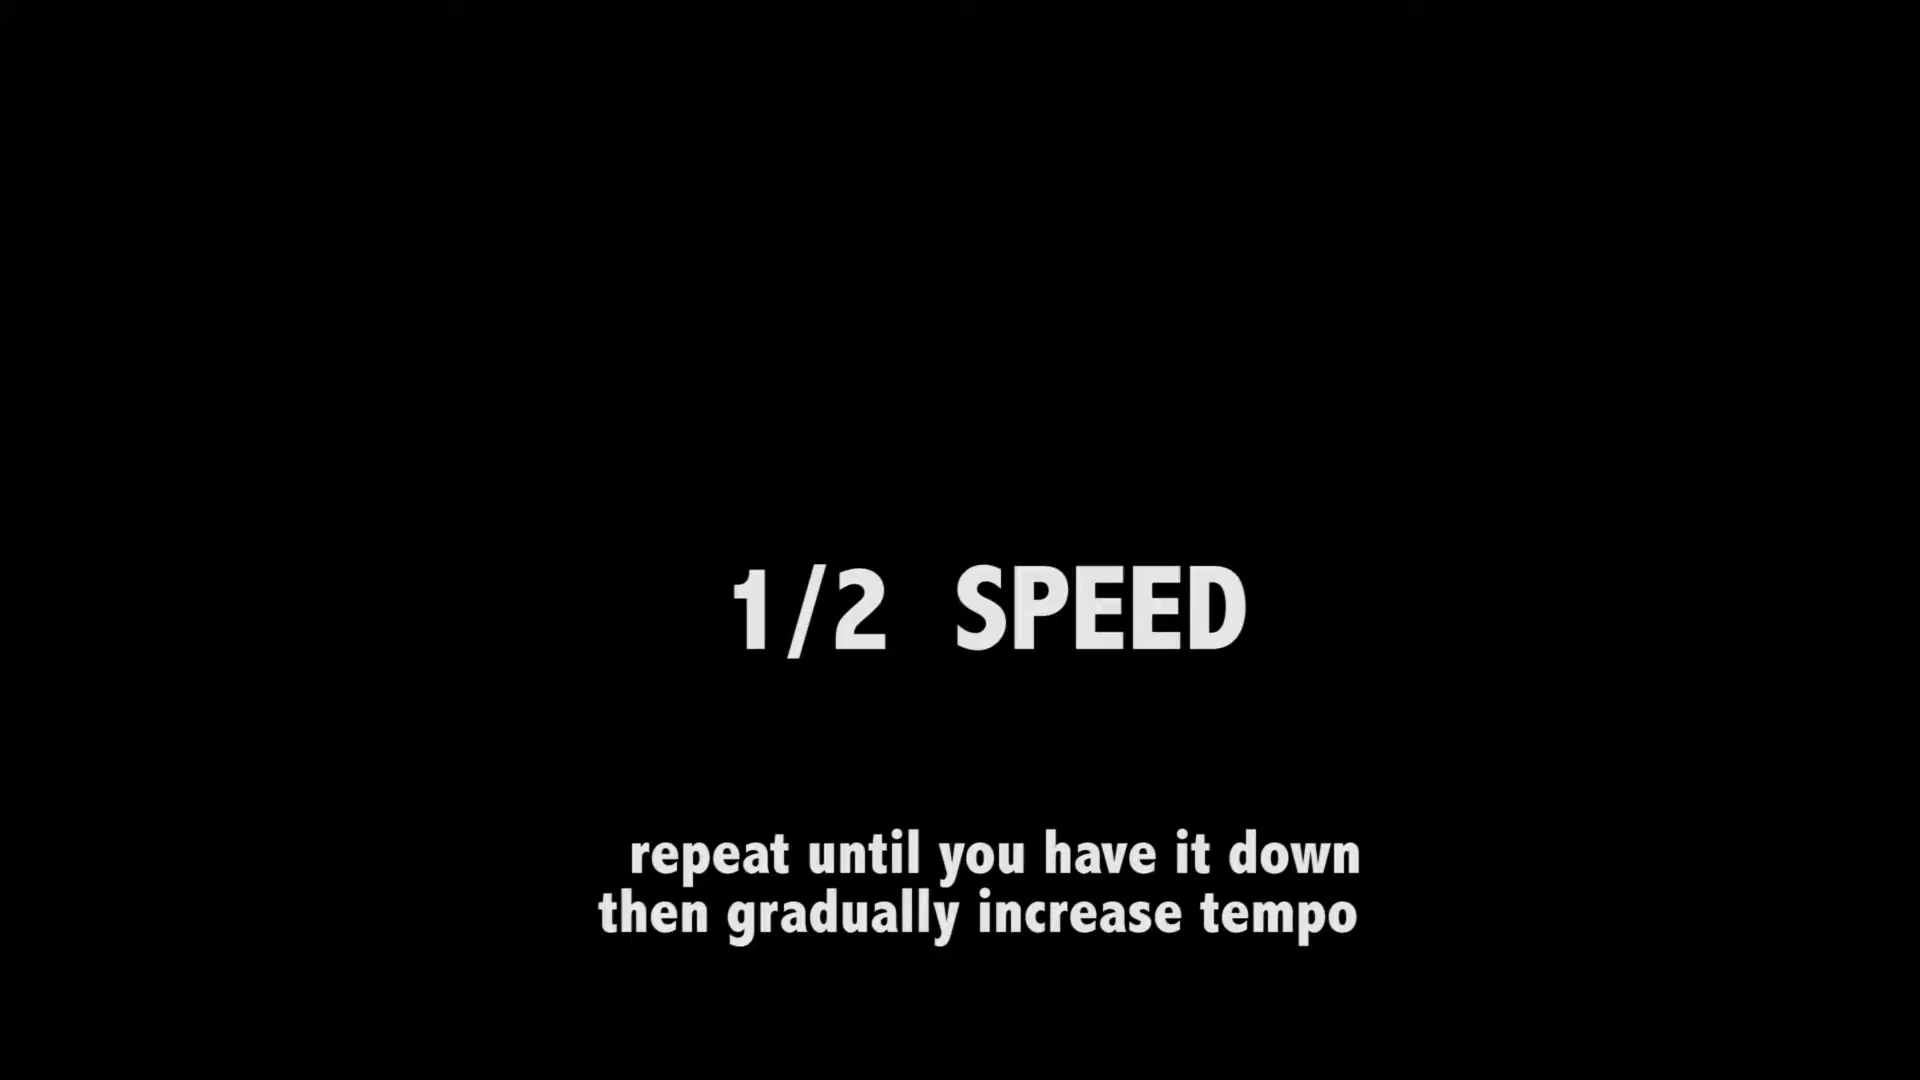 1/2 SPEED
repeat until you have it down
then gradually increase tempo